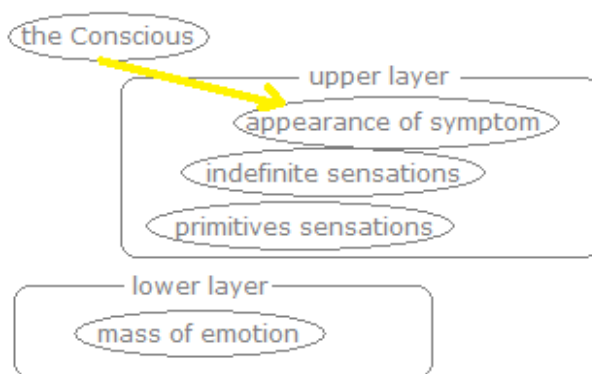 the Conscious
upper layer
appearance of symptom
indefinite sensations
primitives sensations
lower layer
mass of emotion